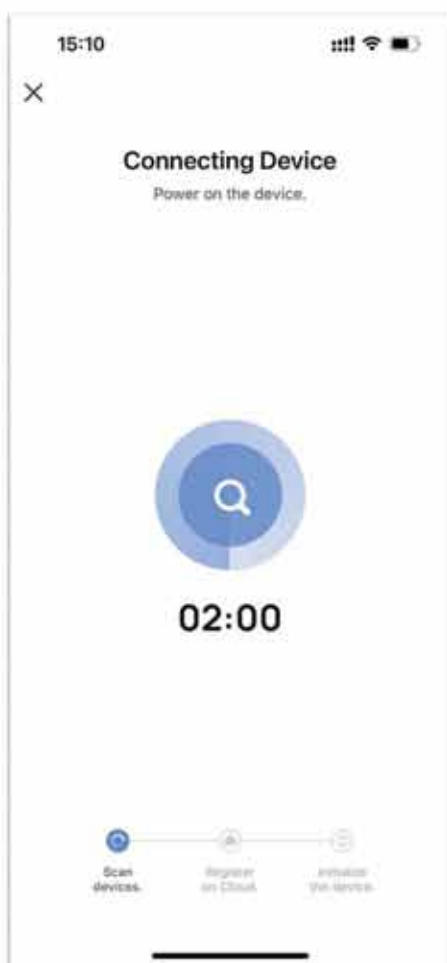 15:10
Connecting Device
Power on the device.
02:00
Scan
devices.
Register
on Cloud.
Initialize
the device.